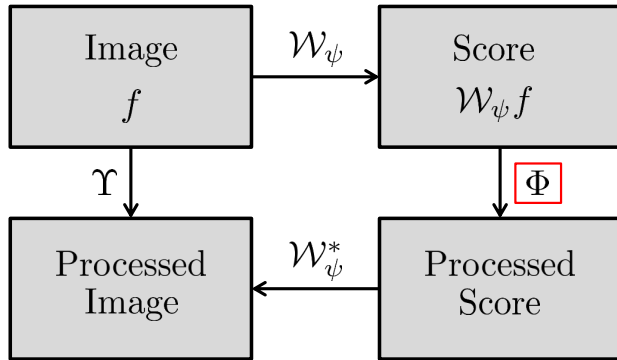 Image
f
𝒲_ψ
Score
𝒲_ψ f
Υ
Φ
Processed
Image
𝒲*_ψ
Processed
Score